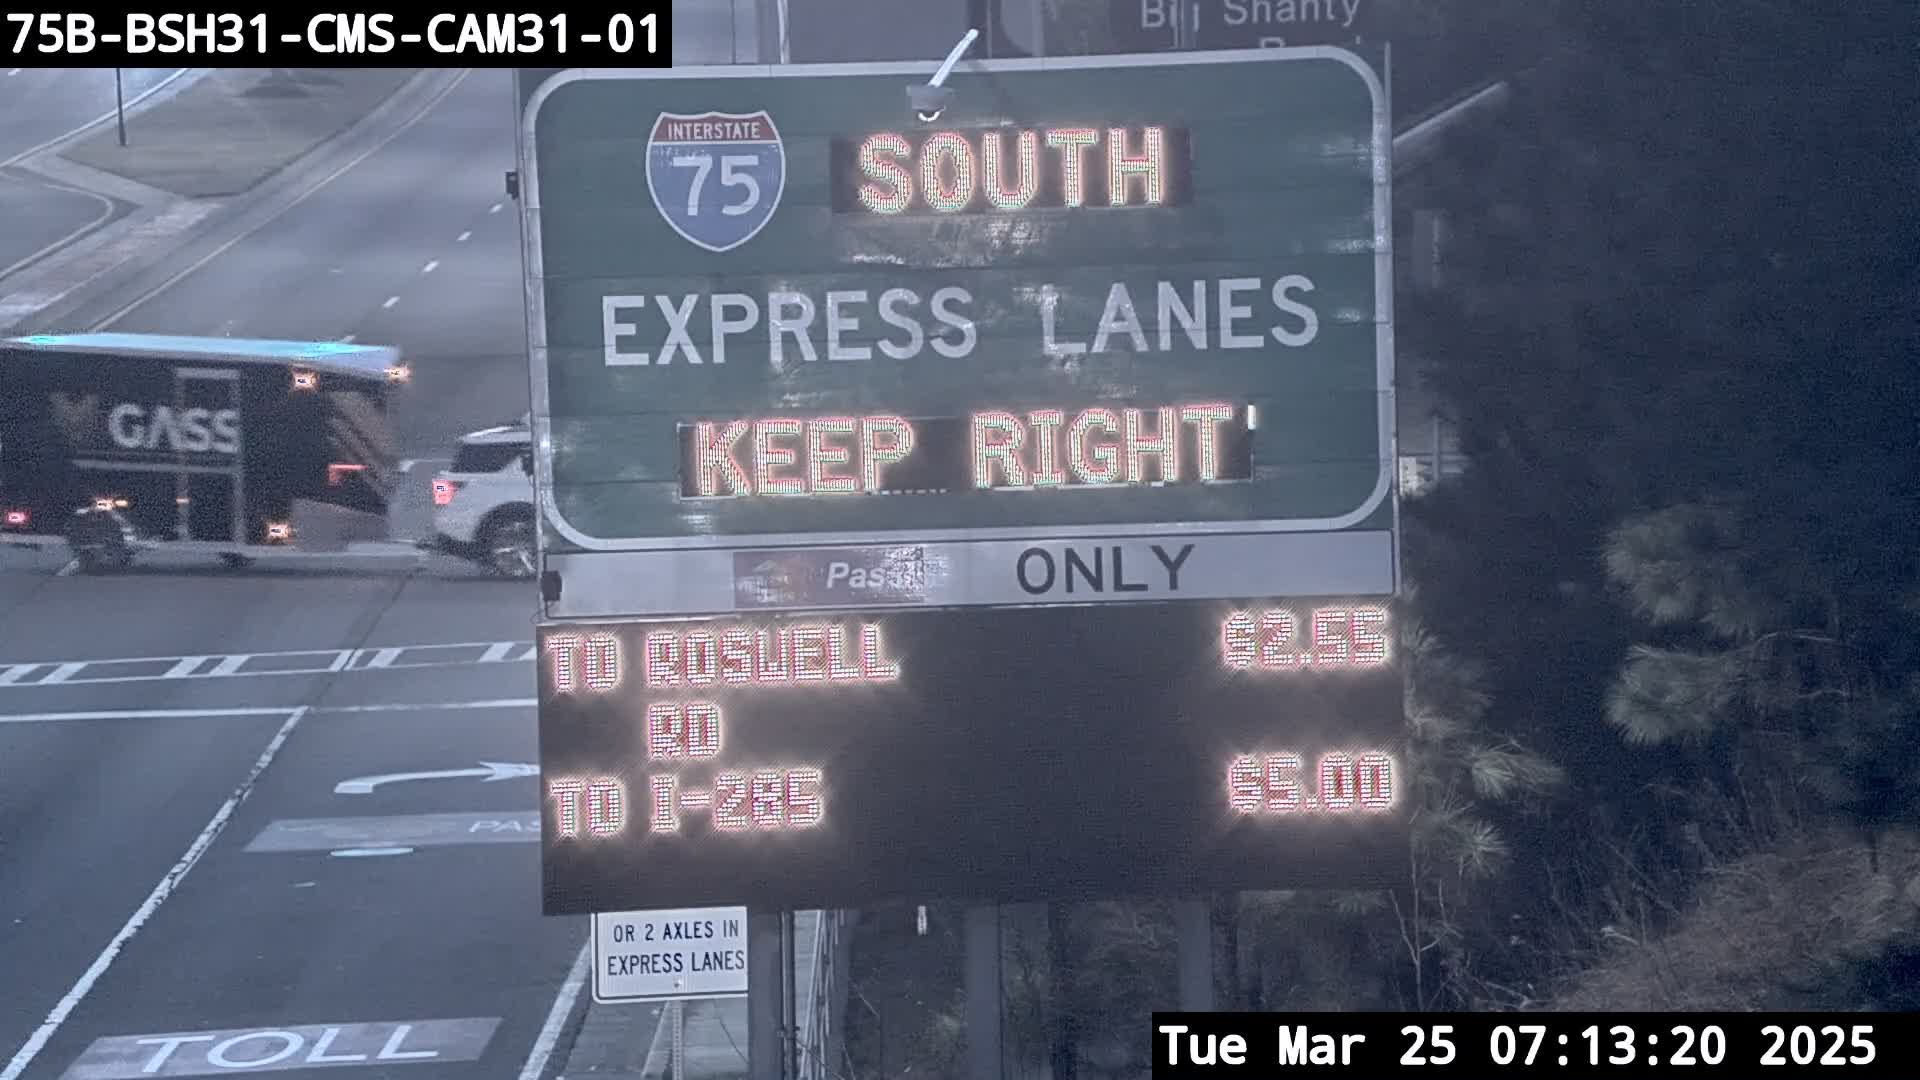 75B-BSH31-CMS-CAM31-01
Shanty
INTERSTATE
75
SOUTH
EXPRESS LANES
KEEP RIGHT
GASS
ONLY
TO ROSWELL $2.55
RD
TO I-285 $5.00
OR 2 AXLES IN
EXPRESS LANES
TOLL
Tue Mar 25 07:13:20 2025